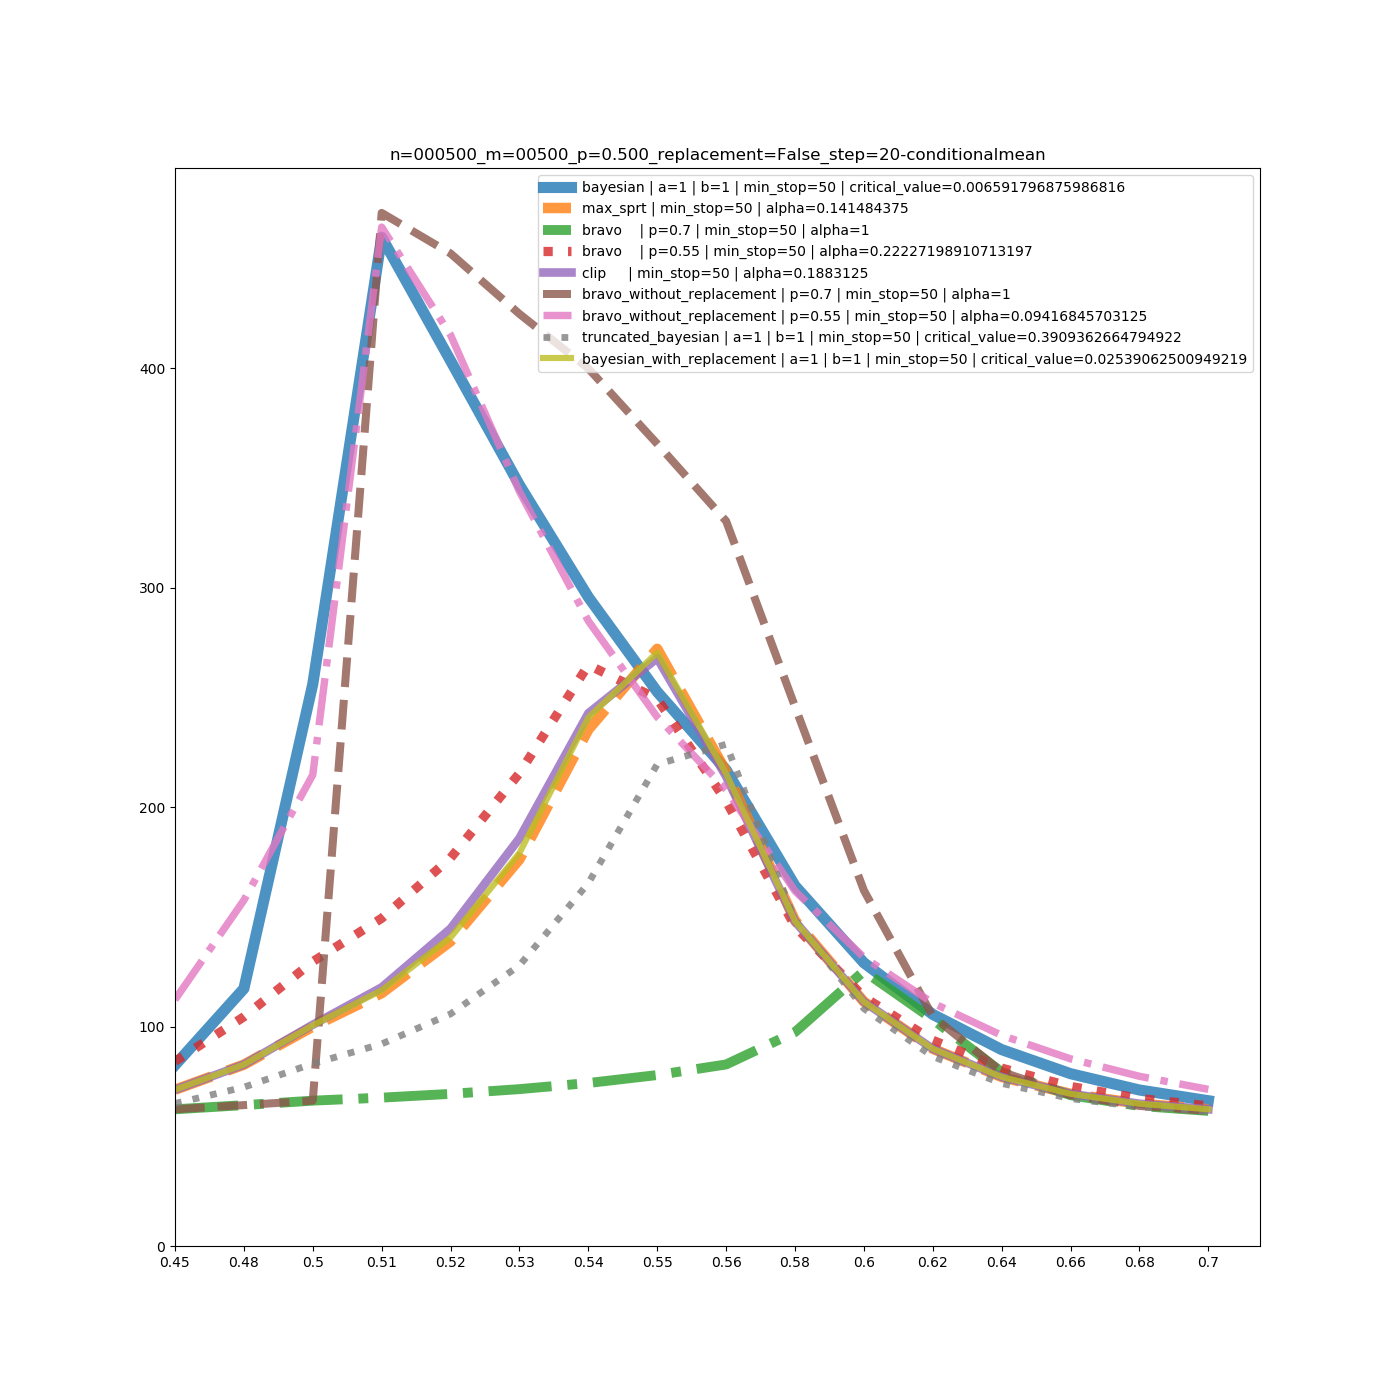 n=000500_m=00500_p=0.500_replacement=False_step=20-conditionalmean
bayesian | a=1 | b=1 | min_stop=50 | critical_value=0.006591796875986816
max_sprt | min_stop=50 | alpha=0.141484375
bravo | p=0.7 | min_stop=50 | alpha=1
bravo | p=0.55 | min_stop=50 | alpha=0.22227198910713197
clip | min_stop=50 | alpha=0.1883125
bravo_without_replacement | p=0.7 | min_stop=50 | alpha=1
bravo_without_replacement | p=0.55 | min_stop=50 | alpha=0.09416845703125
truncated_bayesian | a=1 | b=1 | min_stop=50 | critical_value=0.3909362664794922
bayesian_with_replacement | a=1 | b=1 | min_stop=50 | critical_value=0.02539062500949219
400
300
200
100
0
0.45 0.48 0.5 0.51 0.52 0.53 0.54 0.55 0.56 0.58 0.6 0.62 0.64 0.66 0.68 0.7